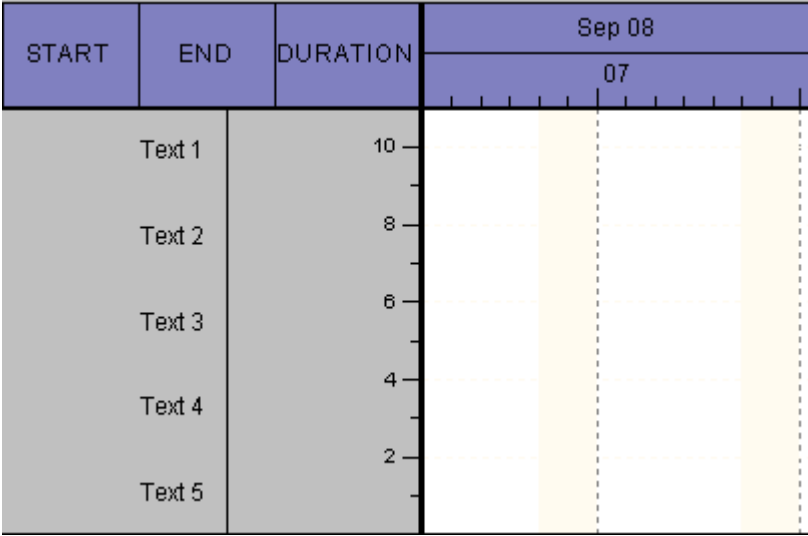 START END DURATION Sep 08
07
Text 1 10
8
Text 2
6
Text 3
4
Text 4
2
Text 5